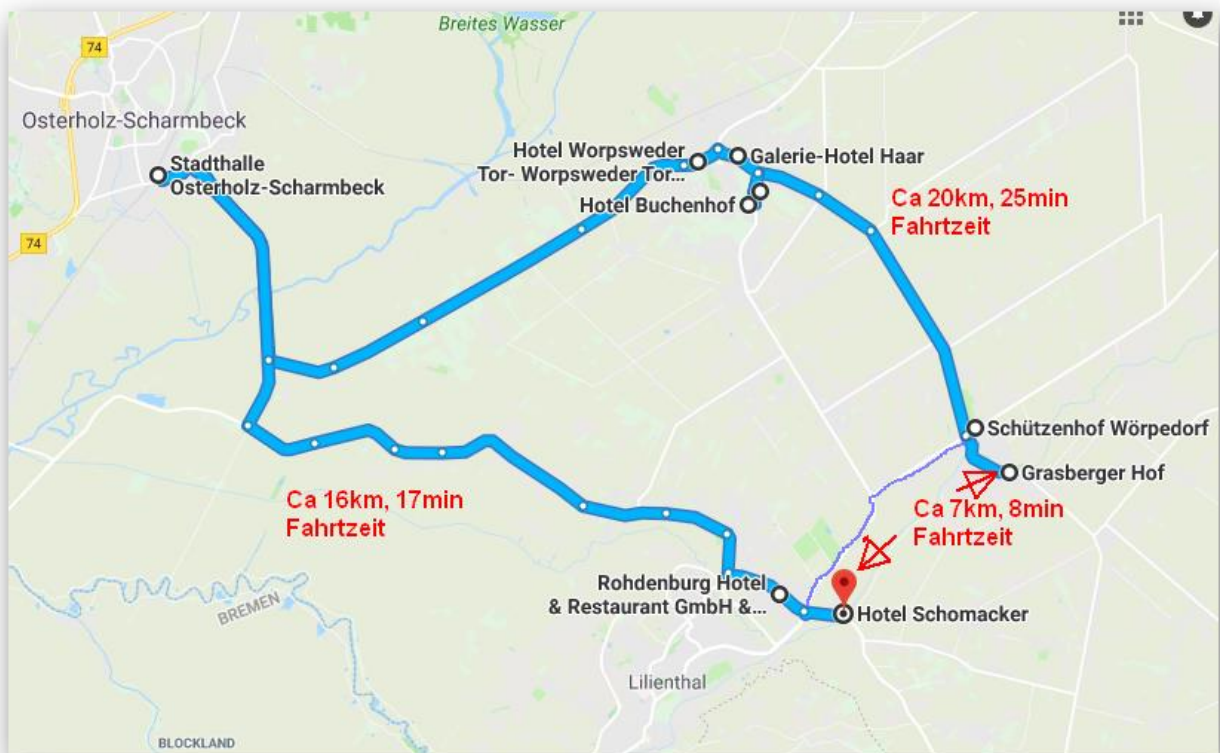 Breites Wasser
74
Osterholz-Scharmbeck
Stadthalle
Osterholz-Scharmbeck
74
Hotel Worpsweder
Tor- Worpsweder Tor...
Galerie-Hotel Haar
Hotel Buchenhof
Ca 20km, 25min
Fahrtzeit
Schützenhof Wörpedorf
Grasberger Hof
Ca 16km, 17min
Fahrtzeit
Ca 7km, 8min
Fahrtzeit
Rohdenburg Hotel
& Restaurant GmbH &...
Hotel Schomacker
BREMEN
Lilienthal
BLOCKLAND